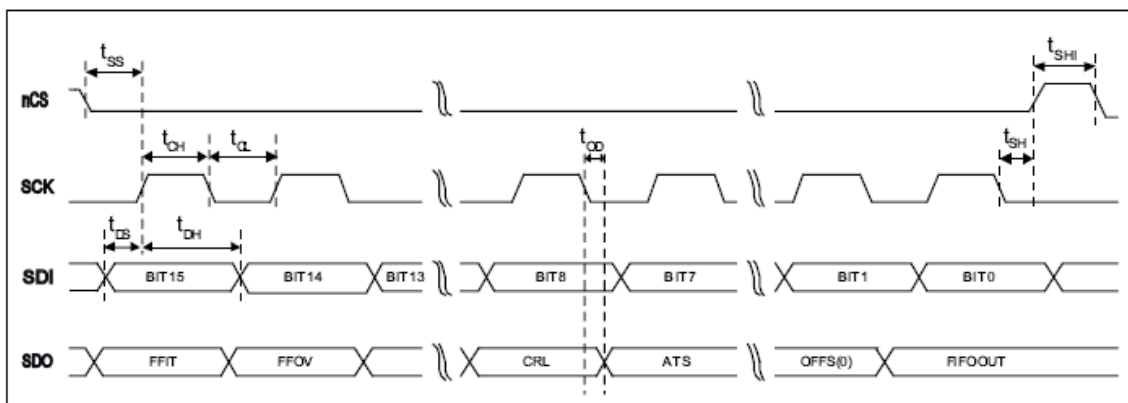 tSS tSHI
nCS
tCH tCL tOD tSH
SCK
tDS tDH
SDI BIT15 BIT14 BIT13 BIT8 BIT7 BIT1 BIT0
SDO FFIT FFOV CRL ATS OFFS(0) FIFOOUT